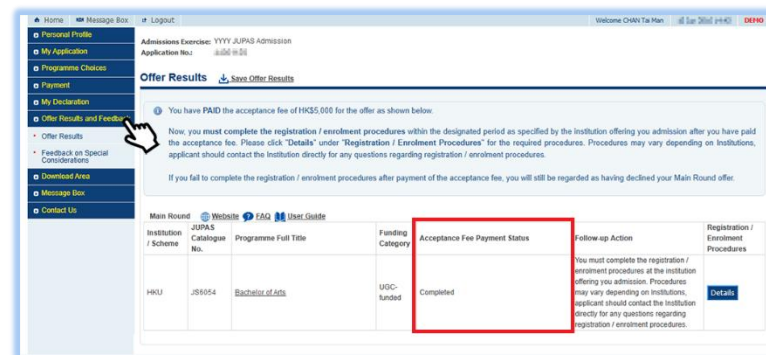 Home Message Box Logout Welcome CHAN Tai Man DEMO
Personal Profile
My Application
Programme Choices
Payment
My Declaration
Offer Results and Feedback
Offer Results
Feedback on Special
Considerations
Download Area
Message Box
Contact Us
Admissions Exercise: YYYY JUPAS Admission
Application No.:
Offer Results Save Offer Results
You have PAID the acceptance fee of HK$5,000 for the offer as shown below.
Now, you must complete the registration / enrolment procedures within the designated period as specified by the institution offering you admission after you have paid
the acceptance fee. Please click "Details" under "Registration / Enrolment Procedures" for the required procedures. Procedures may vary depending on Institutions,
applicant should contact the Institution directly for any questions regarding registration / enrolment procedures.
If you fail to complete the registration / enrolment procedures after payment of the acceptance fee, you will still be regarded as having declined your Main Round offer.
Main Round Website FAQ User Guide
Institution
/ Scheme
JUPAS
Catalogue
No.
Programme Full Title
Funding
Category
Acceptance Fee Payment Status
Follow-up Action
Registration /
Enrolment
Procedures
HKU
JS6054
Bachelor of Arts
UGC-
funded
Completed
You must complete the registration /
enrolment procedures at the institution
offering you admission. Procedures
may vary depending on Institutions,
applicant should contact the Institution
directly for any questions regarding
registration / enrolment procedures.
Details